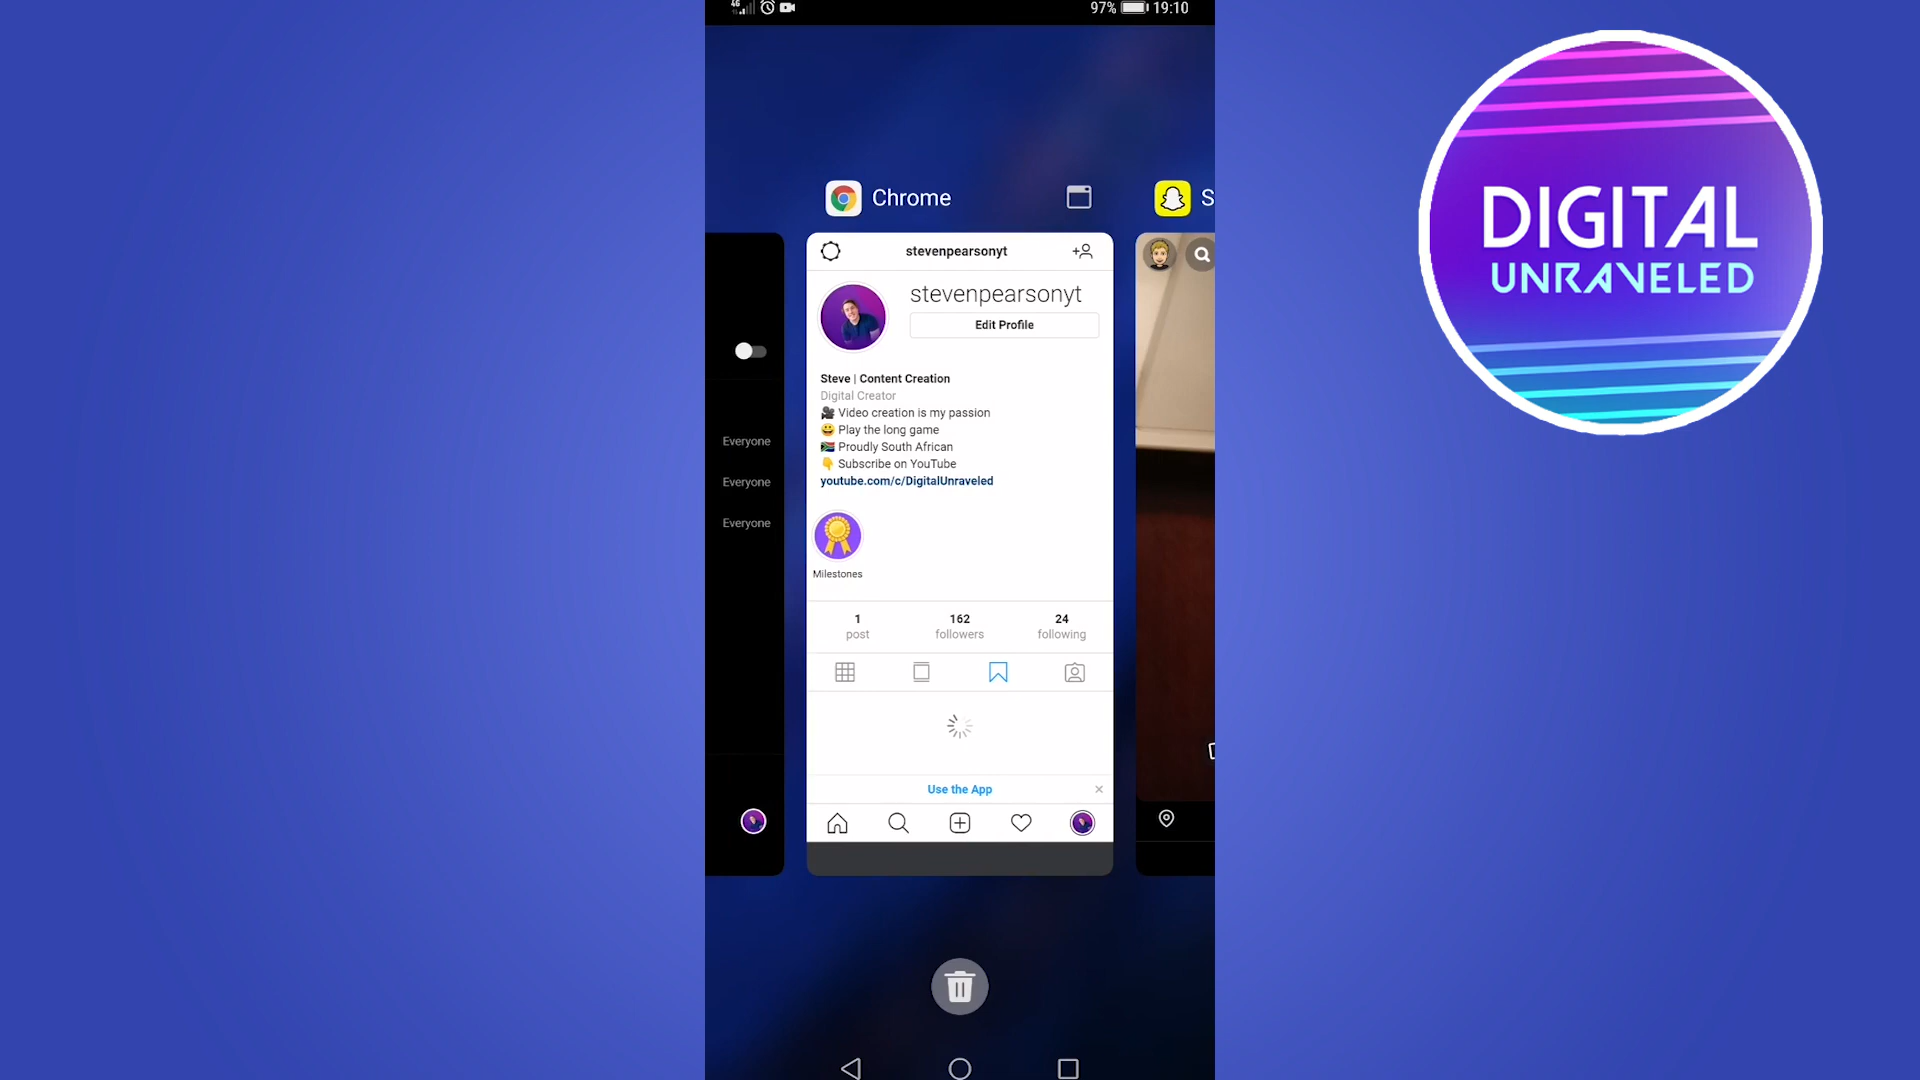 4G
97% 19:10
Chrome
S
stevenpearsonyt
stevenpearsonyt
Edit Profile
Steve | Content Creation
Digital Creator
🎥 Video creation is my passion
😀 Play the long game
🇿🇦 Proudly South African
👇 Subscribe on YouTube
youtube.com/c/DigitalUnraveled
Milestones
1 162 24
post followers following
Use the App
Everyone
Everyone
Everyone
DIGITAL
UNRAVELED